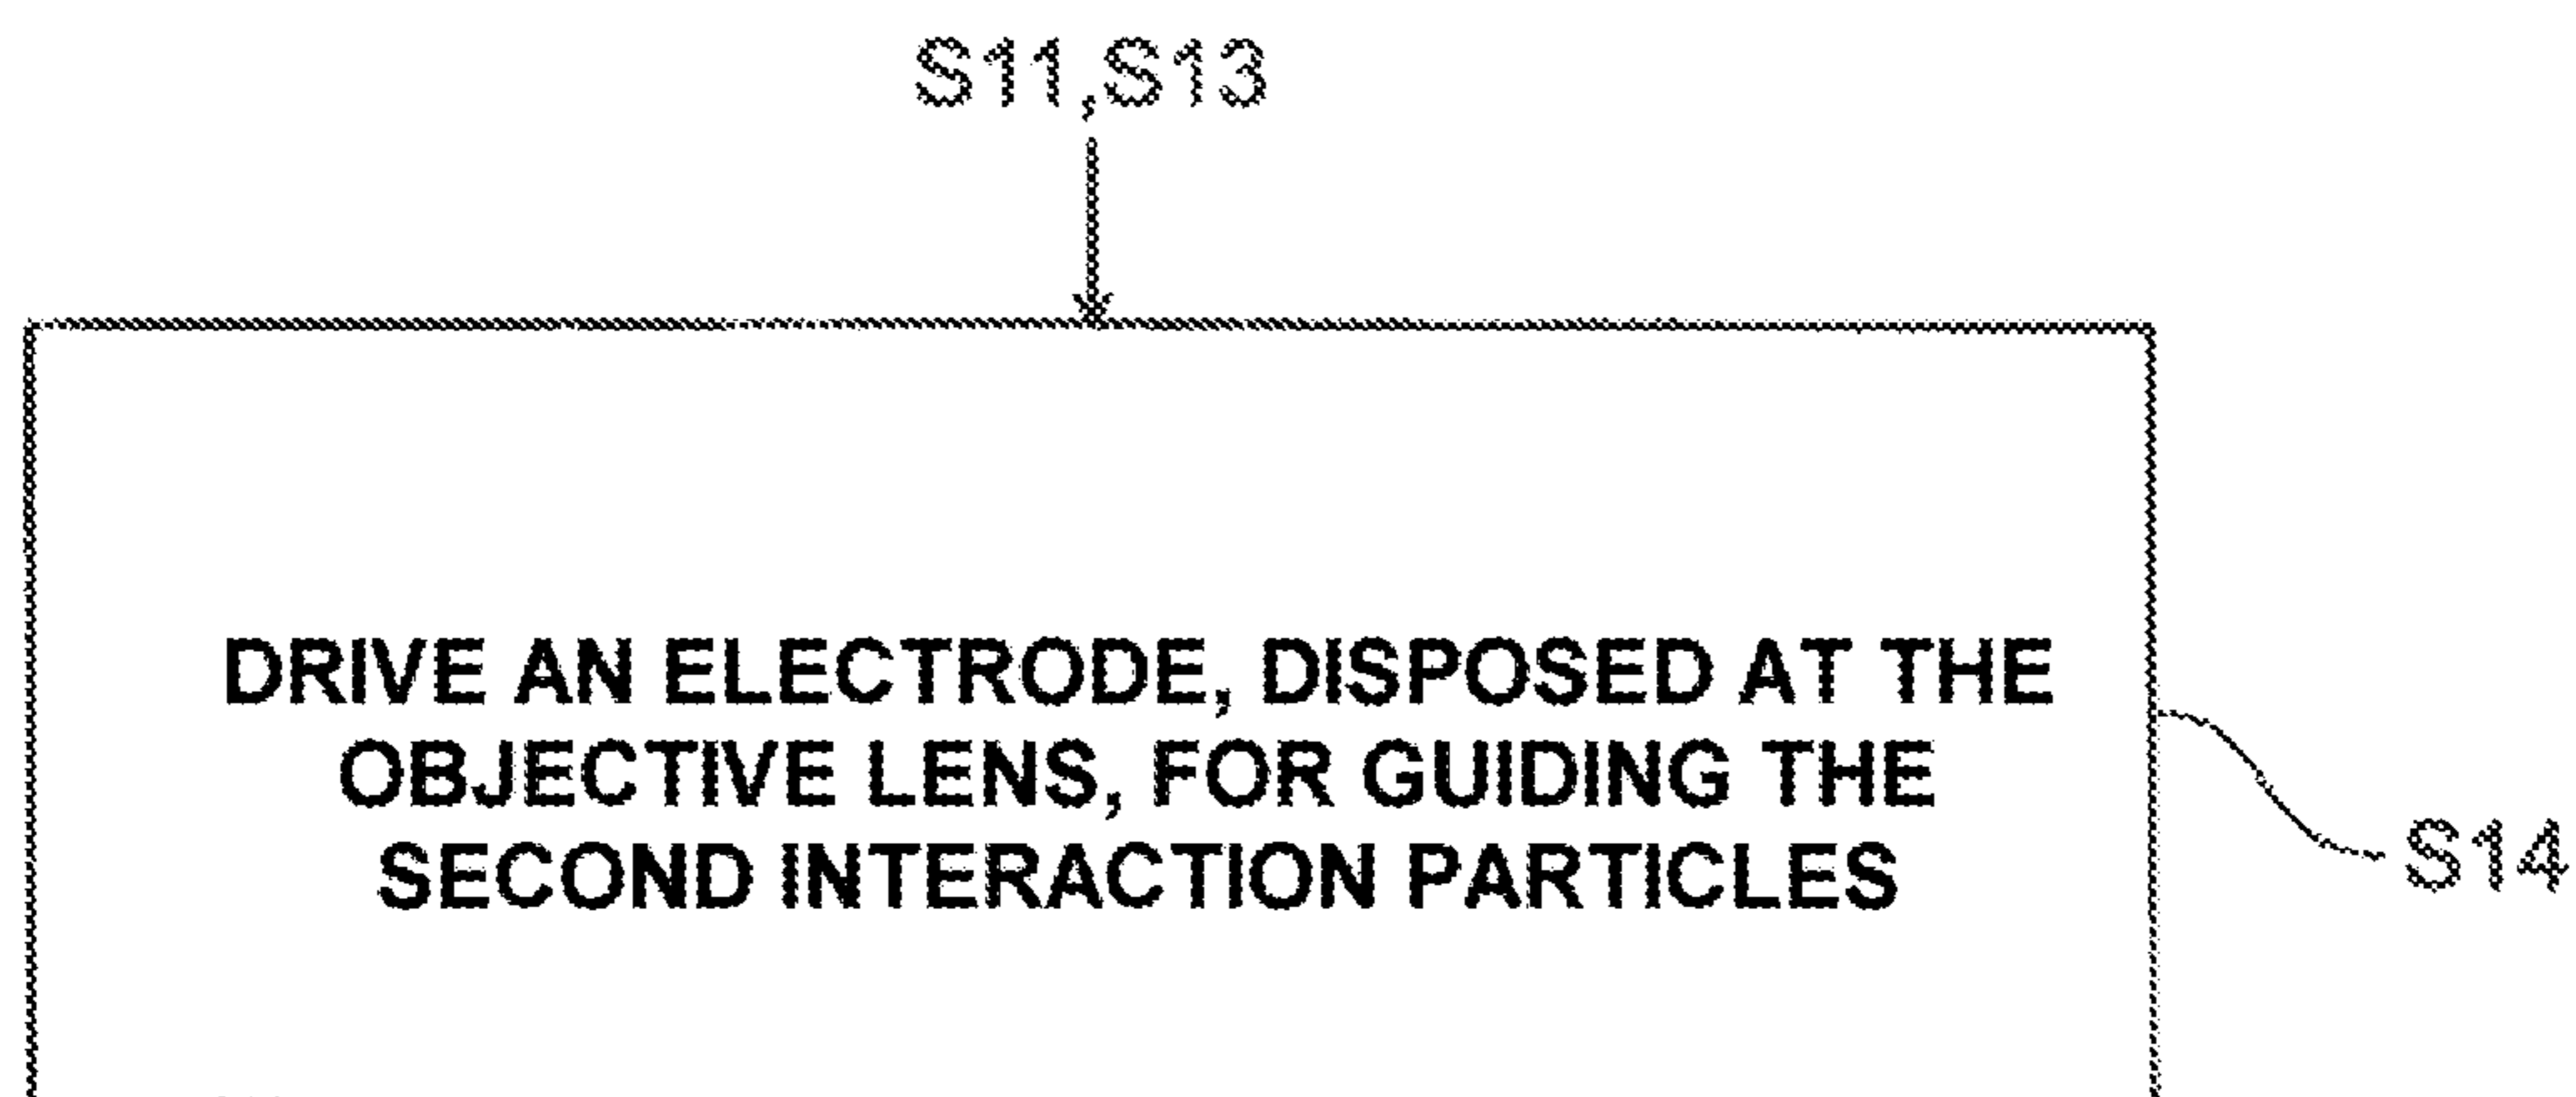 S11,S13
DRIVE AN ELECTRODE, DISPOSED AT THE
OBJECTIVE LENS, FOR GUIDING THE
SECOND INTERACTION PARTICLES
S14